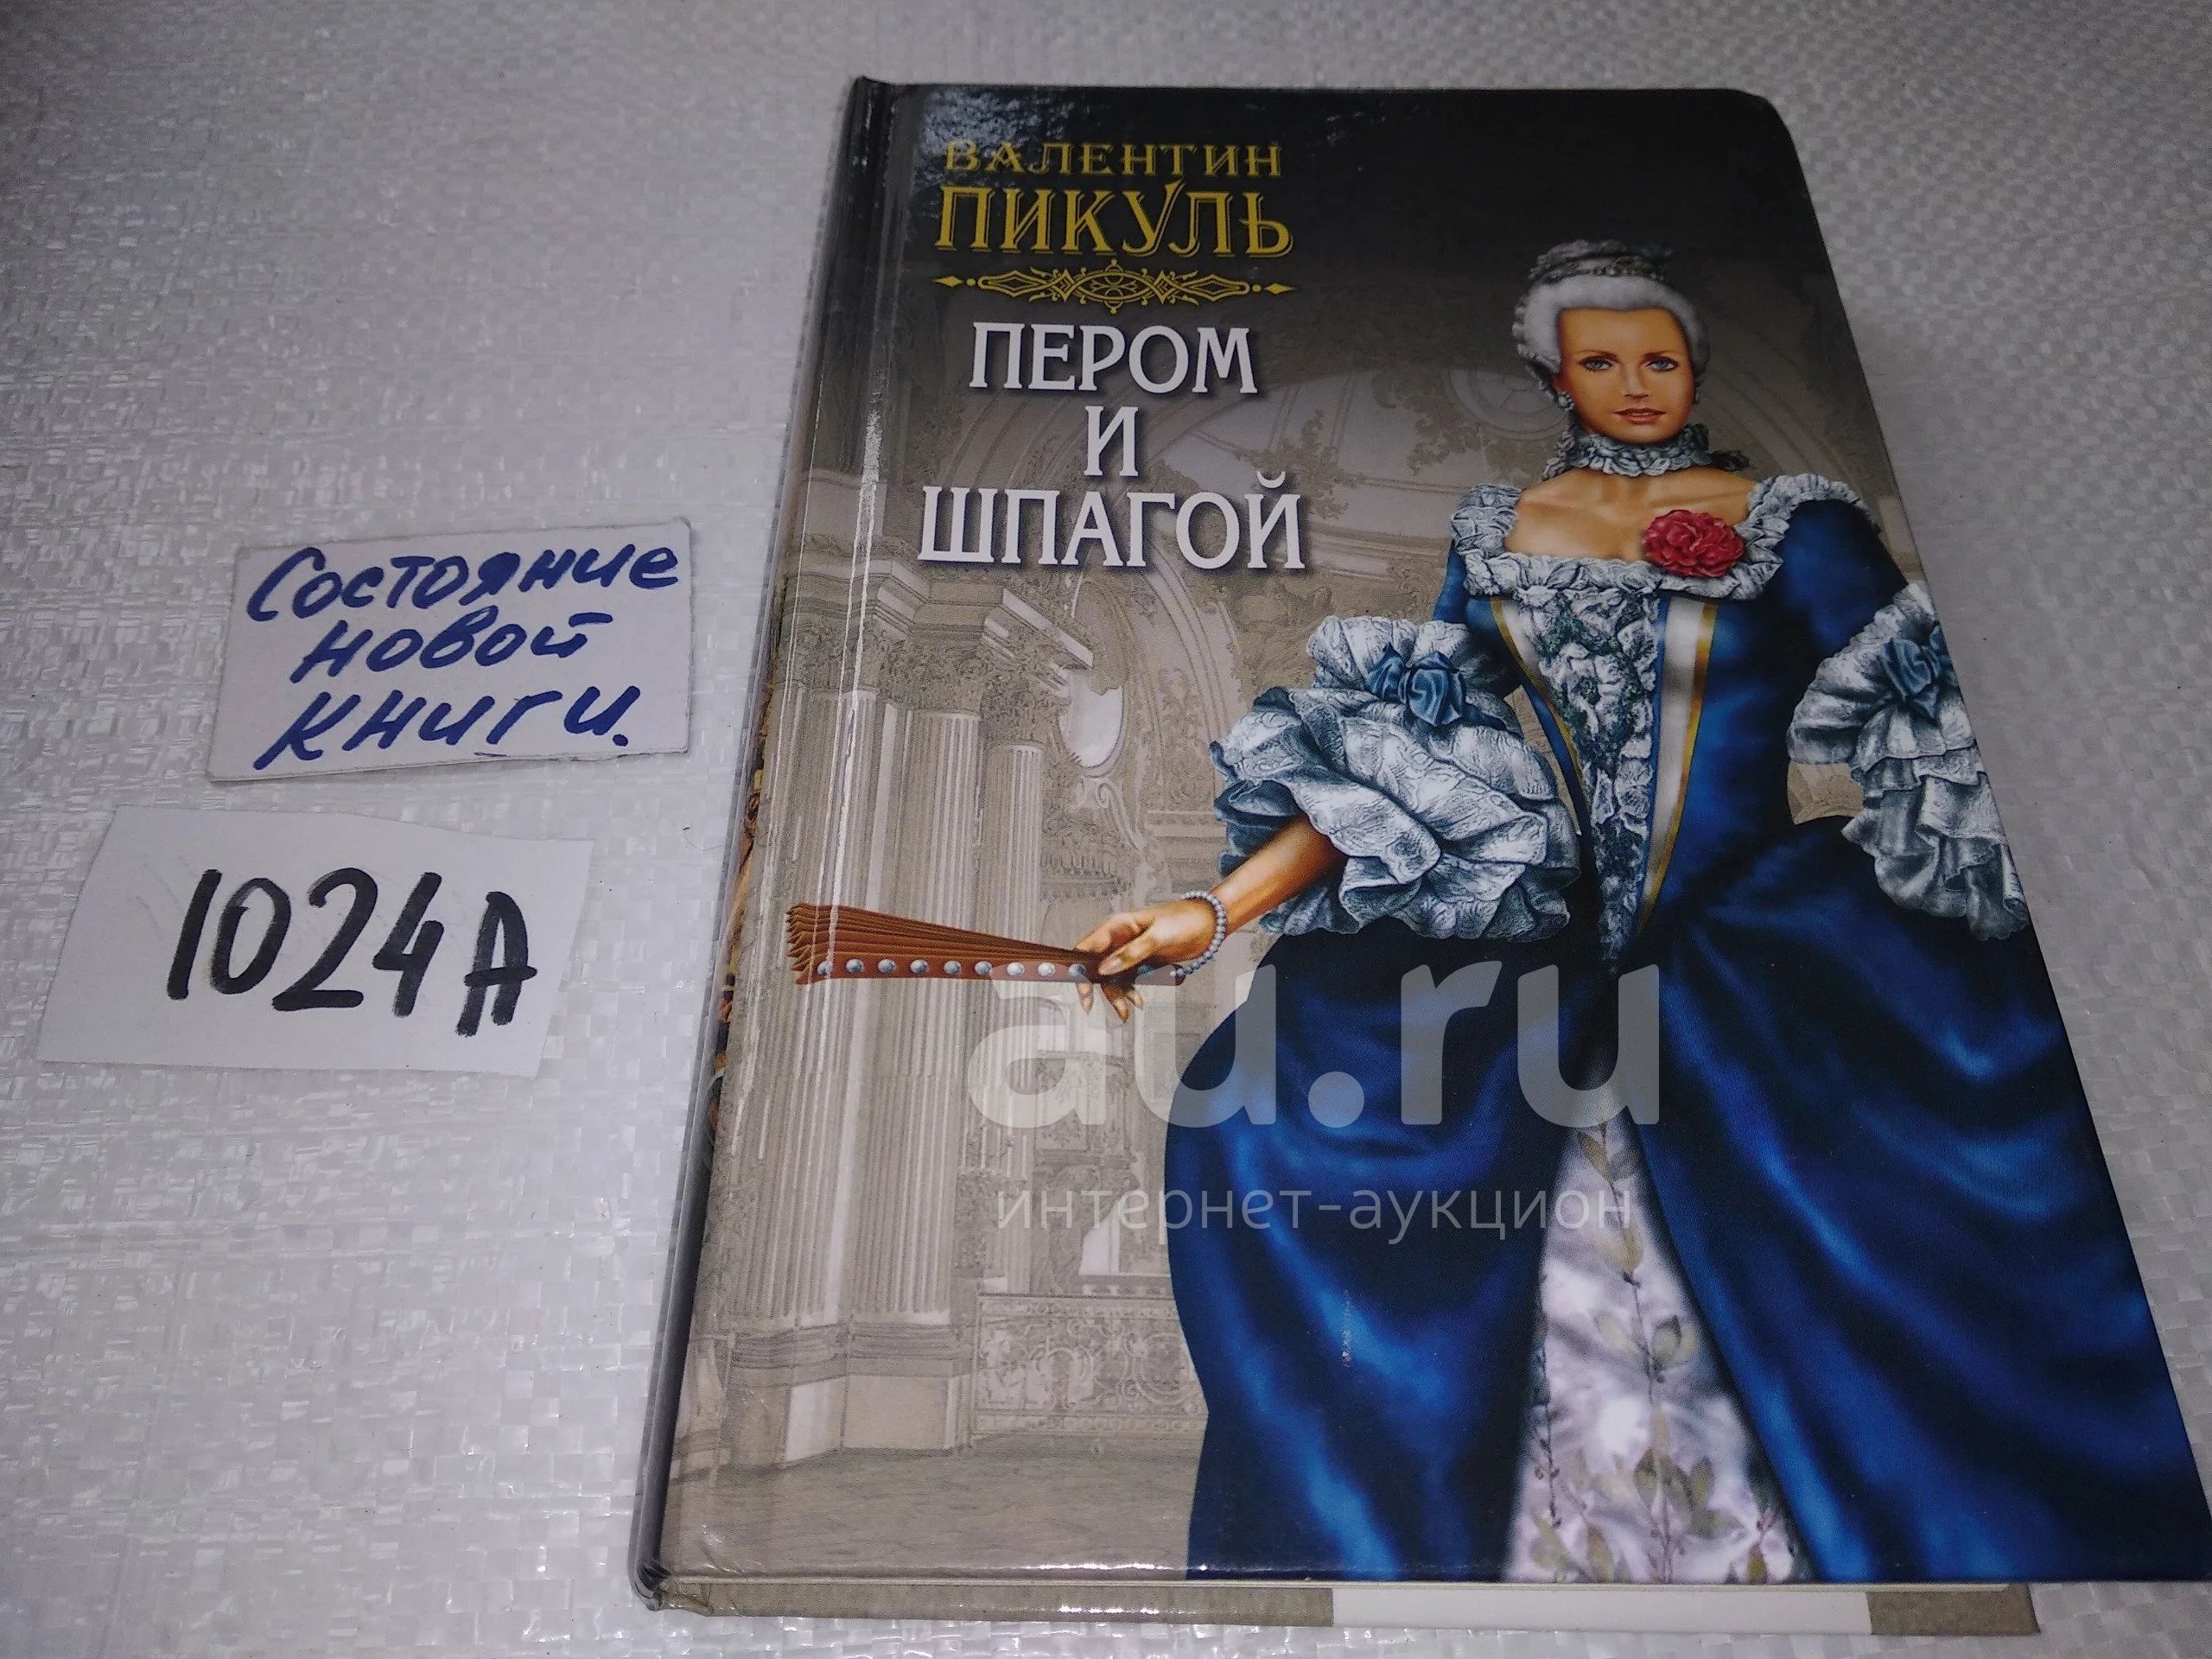 ВАЛЕНТИН
ПИКУЛЬ
ПЕРОМ
И
ШПАГОЙ
Состояние
новой
книги.
1024А
au.ru
интернет-аукцион